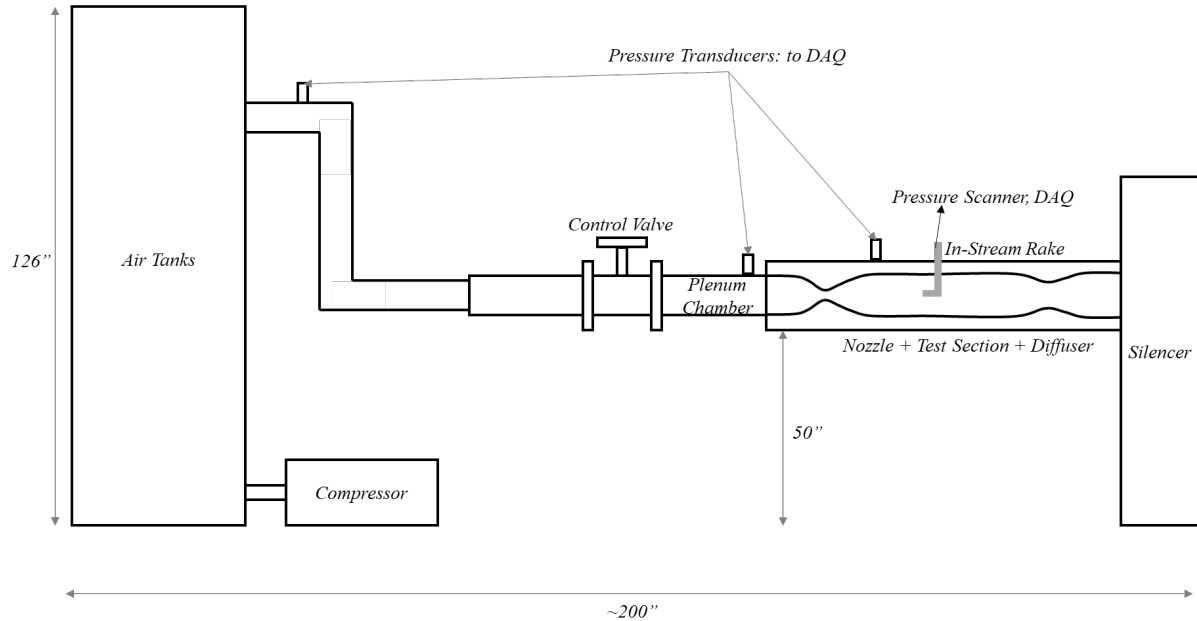 Pressure Transducers: to DAQ
Pressure Scanner, DAQ
Control Valve
In-Stream Rake
126”
Air Tanks
Plenum
Chamber
Nozzle + Test Section + Diffuser
Silencer
50”
Compressor
~200”